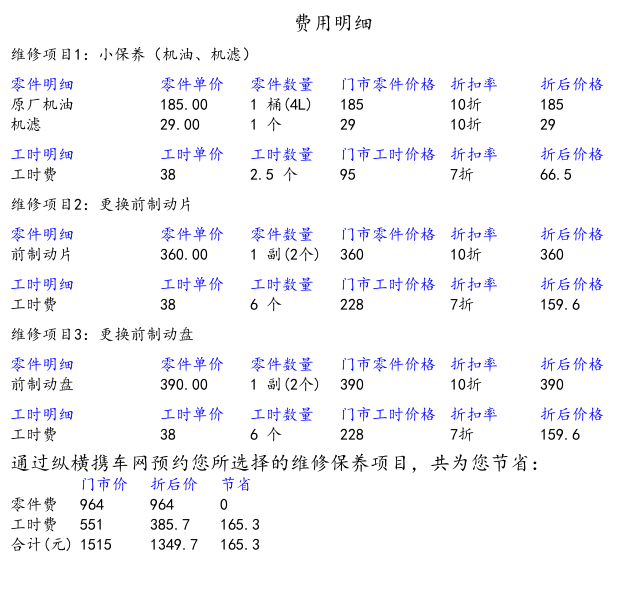 费用明细
维修项目1: 小保养（机油、机滤）
零件明细 零件单价 零件数量 门市零件价格 折扣率 折后价格
原厂机油 185.00 1 桶(4L) 185 10折 185
机滤 29.00 1 个 29 10折 29
工时明细 工时单价 工时数量 门市工时价格 折扣率 折后价格
工时费 38 2.5 个 95 7折 66.5
维修项目2: 更换前制动片
零件明细 零件单价 零件数量 门市零件价格 折扣率 折后价格
前制动片 360.00 1 副(2个) 360 10折 360
工时明细 工时单价 工时数量 门市工时价格 折扣率 折后价格
工时费 38 6 个 228 7折 159.6
维修项目3: 更换前制动盘
零件明细 零件单价 零件数量 门市零件价格 折扣率 折后价格
前制动盘 390.00 1 副(2个) 390 10折 390
工时明细 工时单价 工时数量 门市工时价格 折扣率 折后价格
工时费 38 6 个 228 7折 159.6
通过纵横携车网预约您所选择的维修保养项目，共为您节省：
门市价 折后价 节省
零件费 964 964 0
工时费 551 385.7 165.3
合计(元) 1515 1349.7 165.3